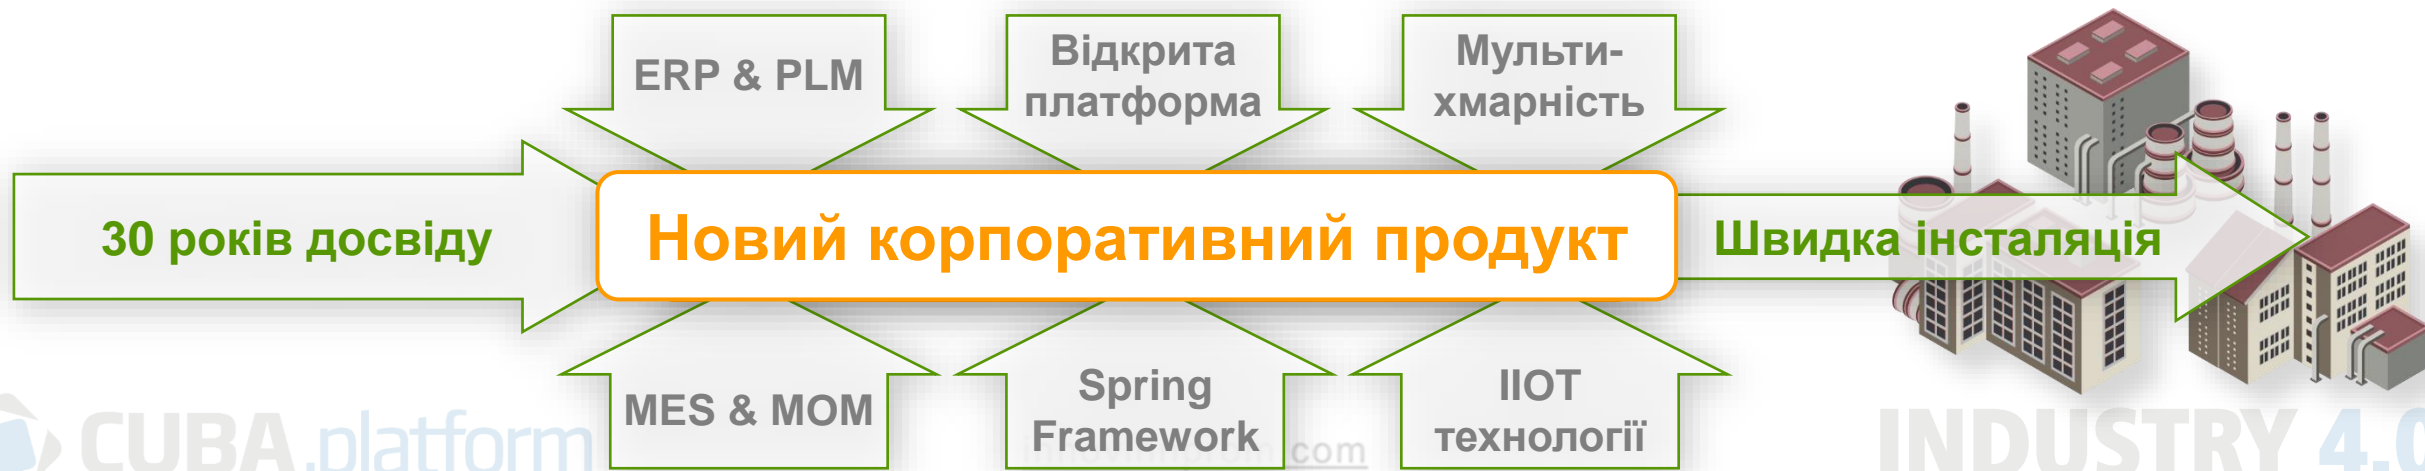 ERP & PLM
Відкрита
платформа
Мульти-
хмарність
30 років досвіду
Новий корпоративний продукт
Швидка інсталяція
MES & MOM
Spring
Framework
IIOT
технології
CUBA.platform
.com
INDUSTRY 4.0